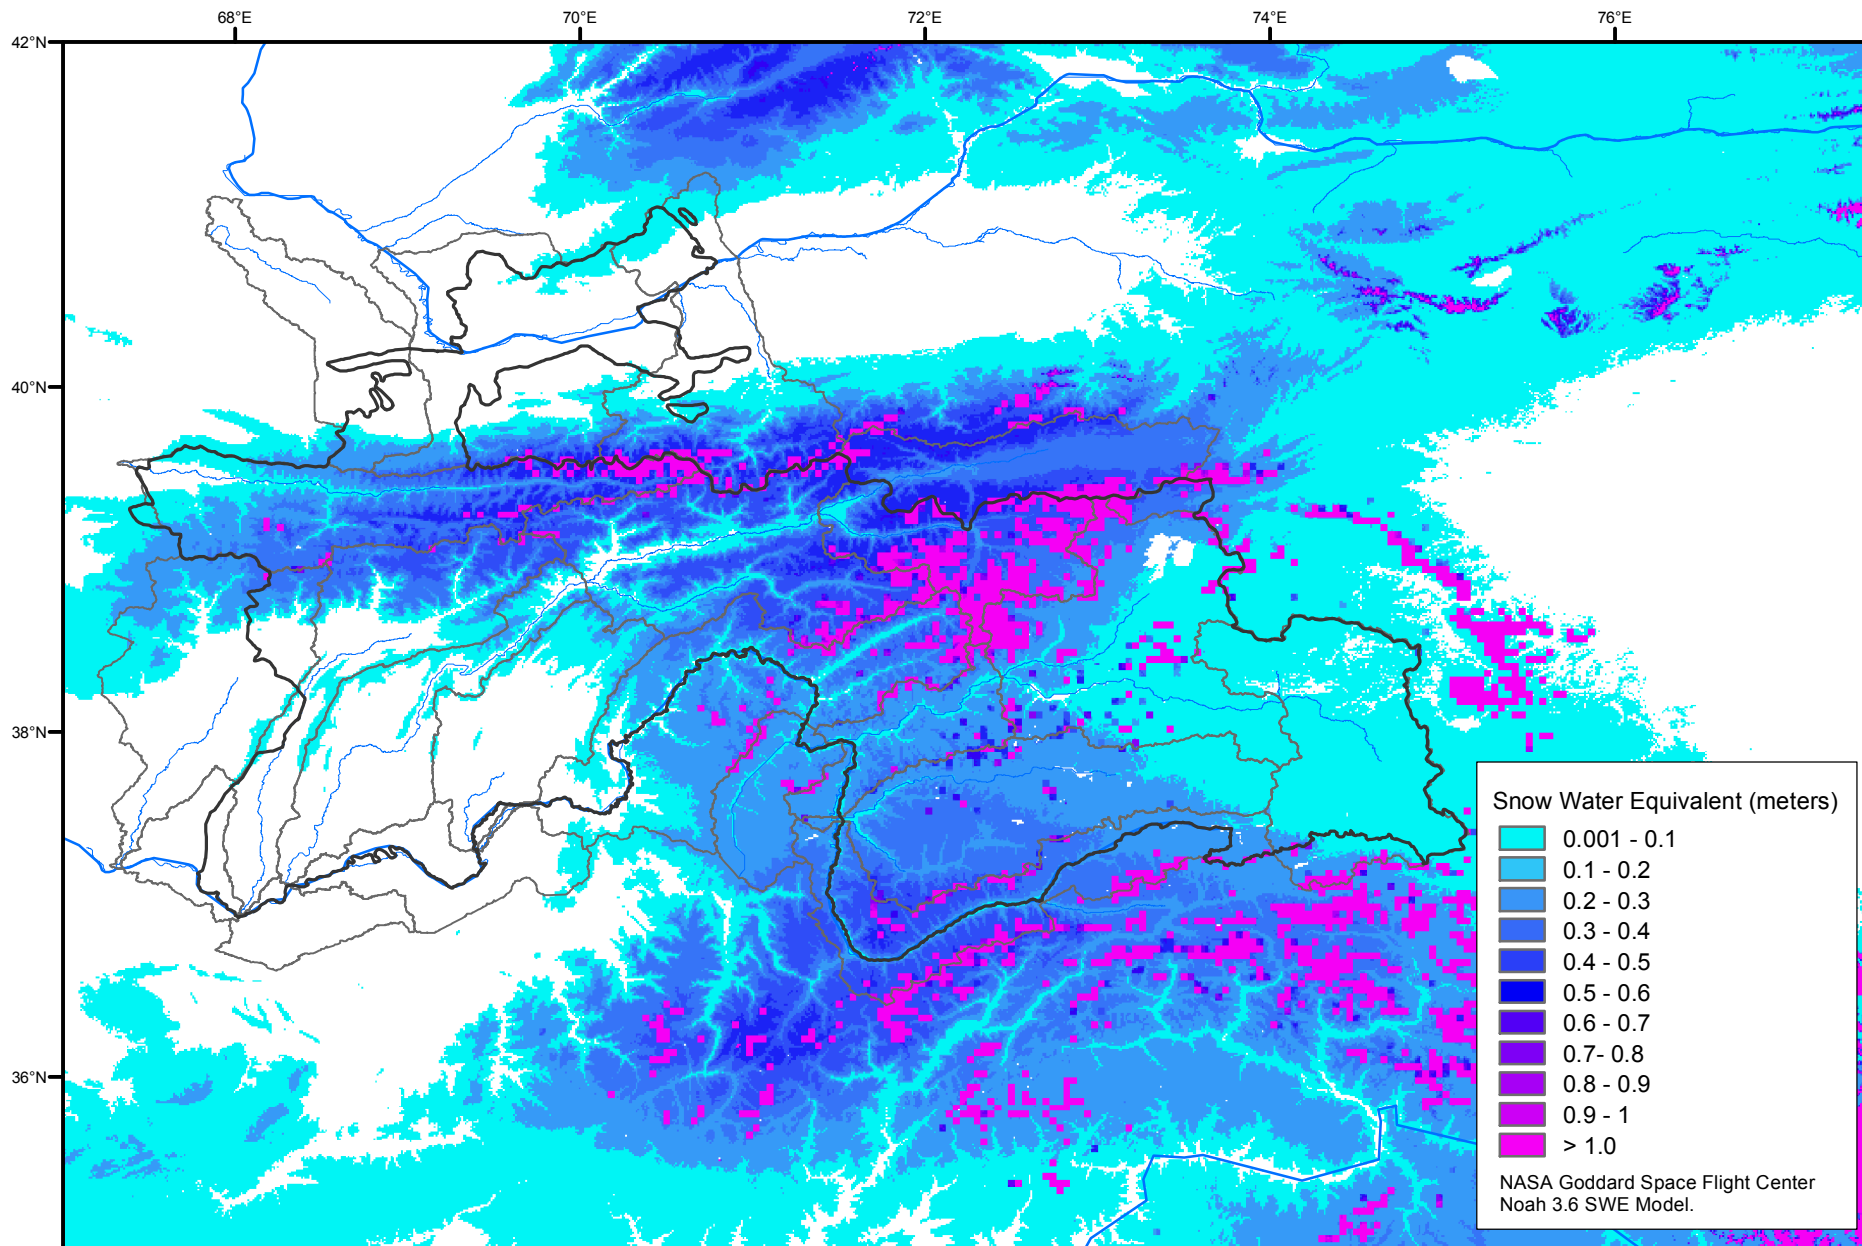 68°E 70°E 72°E 74°E 76°E
42°N
40°N
38°N
36°N
Snow Water Equivalent (meters)
0.001 - 0.1
0.1 - 0.2
0.2 - 0.3
0.3 - 0.4
0.4 - 0.5
0.5 - 0.6
0.6 - 0.7
0.7- 0.8
0.8 - 0.9
0.9 - 1
> 1.0
NASA Goddard Space Flight Center
Noah 3.6 SWE Model.